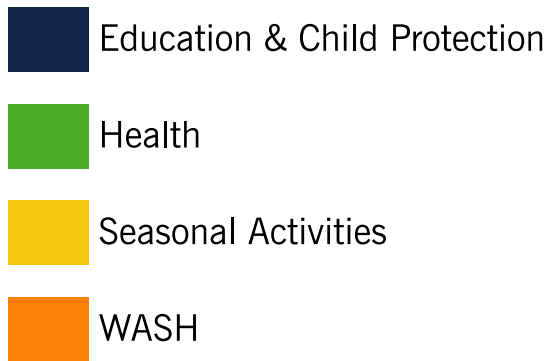 Education & Child Protection
Health
Seasonal Activities
WASH